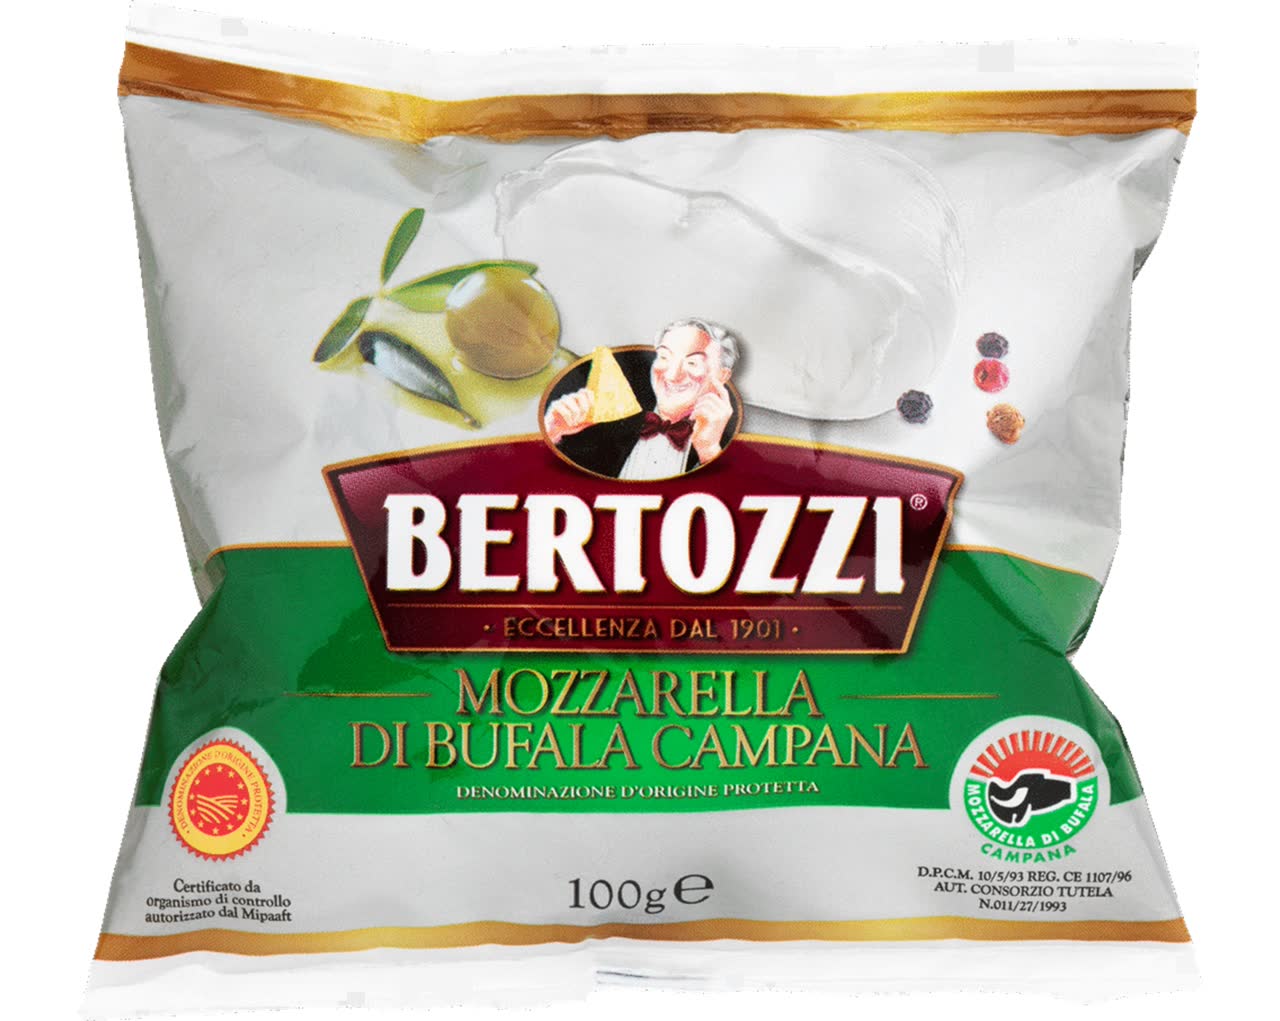 BERTOZZI®
· ECCELLENZA DAL 1901 ·
MOZZARELLA
DI BUFALA CAMPANA
DENOMINAZIONE D'ORIGINE PROTETTA
· DENOMINAZIONE D'ORIGINE PROTETTA ·
Certificato da
organismo di controllo
autorizzato dal Mipaaft
100g ℮
MOZZARELLA DI BUFALA
CAMPANA
D.P.C.M. 10/5/93 REG. CE 1107/96
AUT. CONSORZIO TUTELA
N.011/27/1993